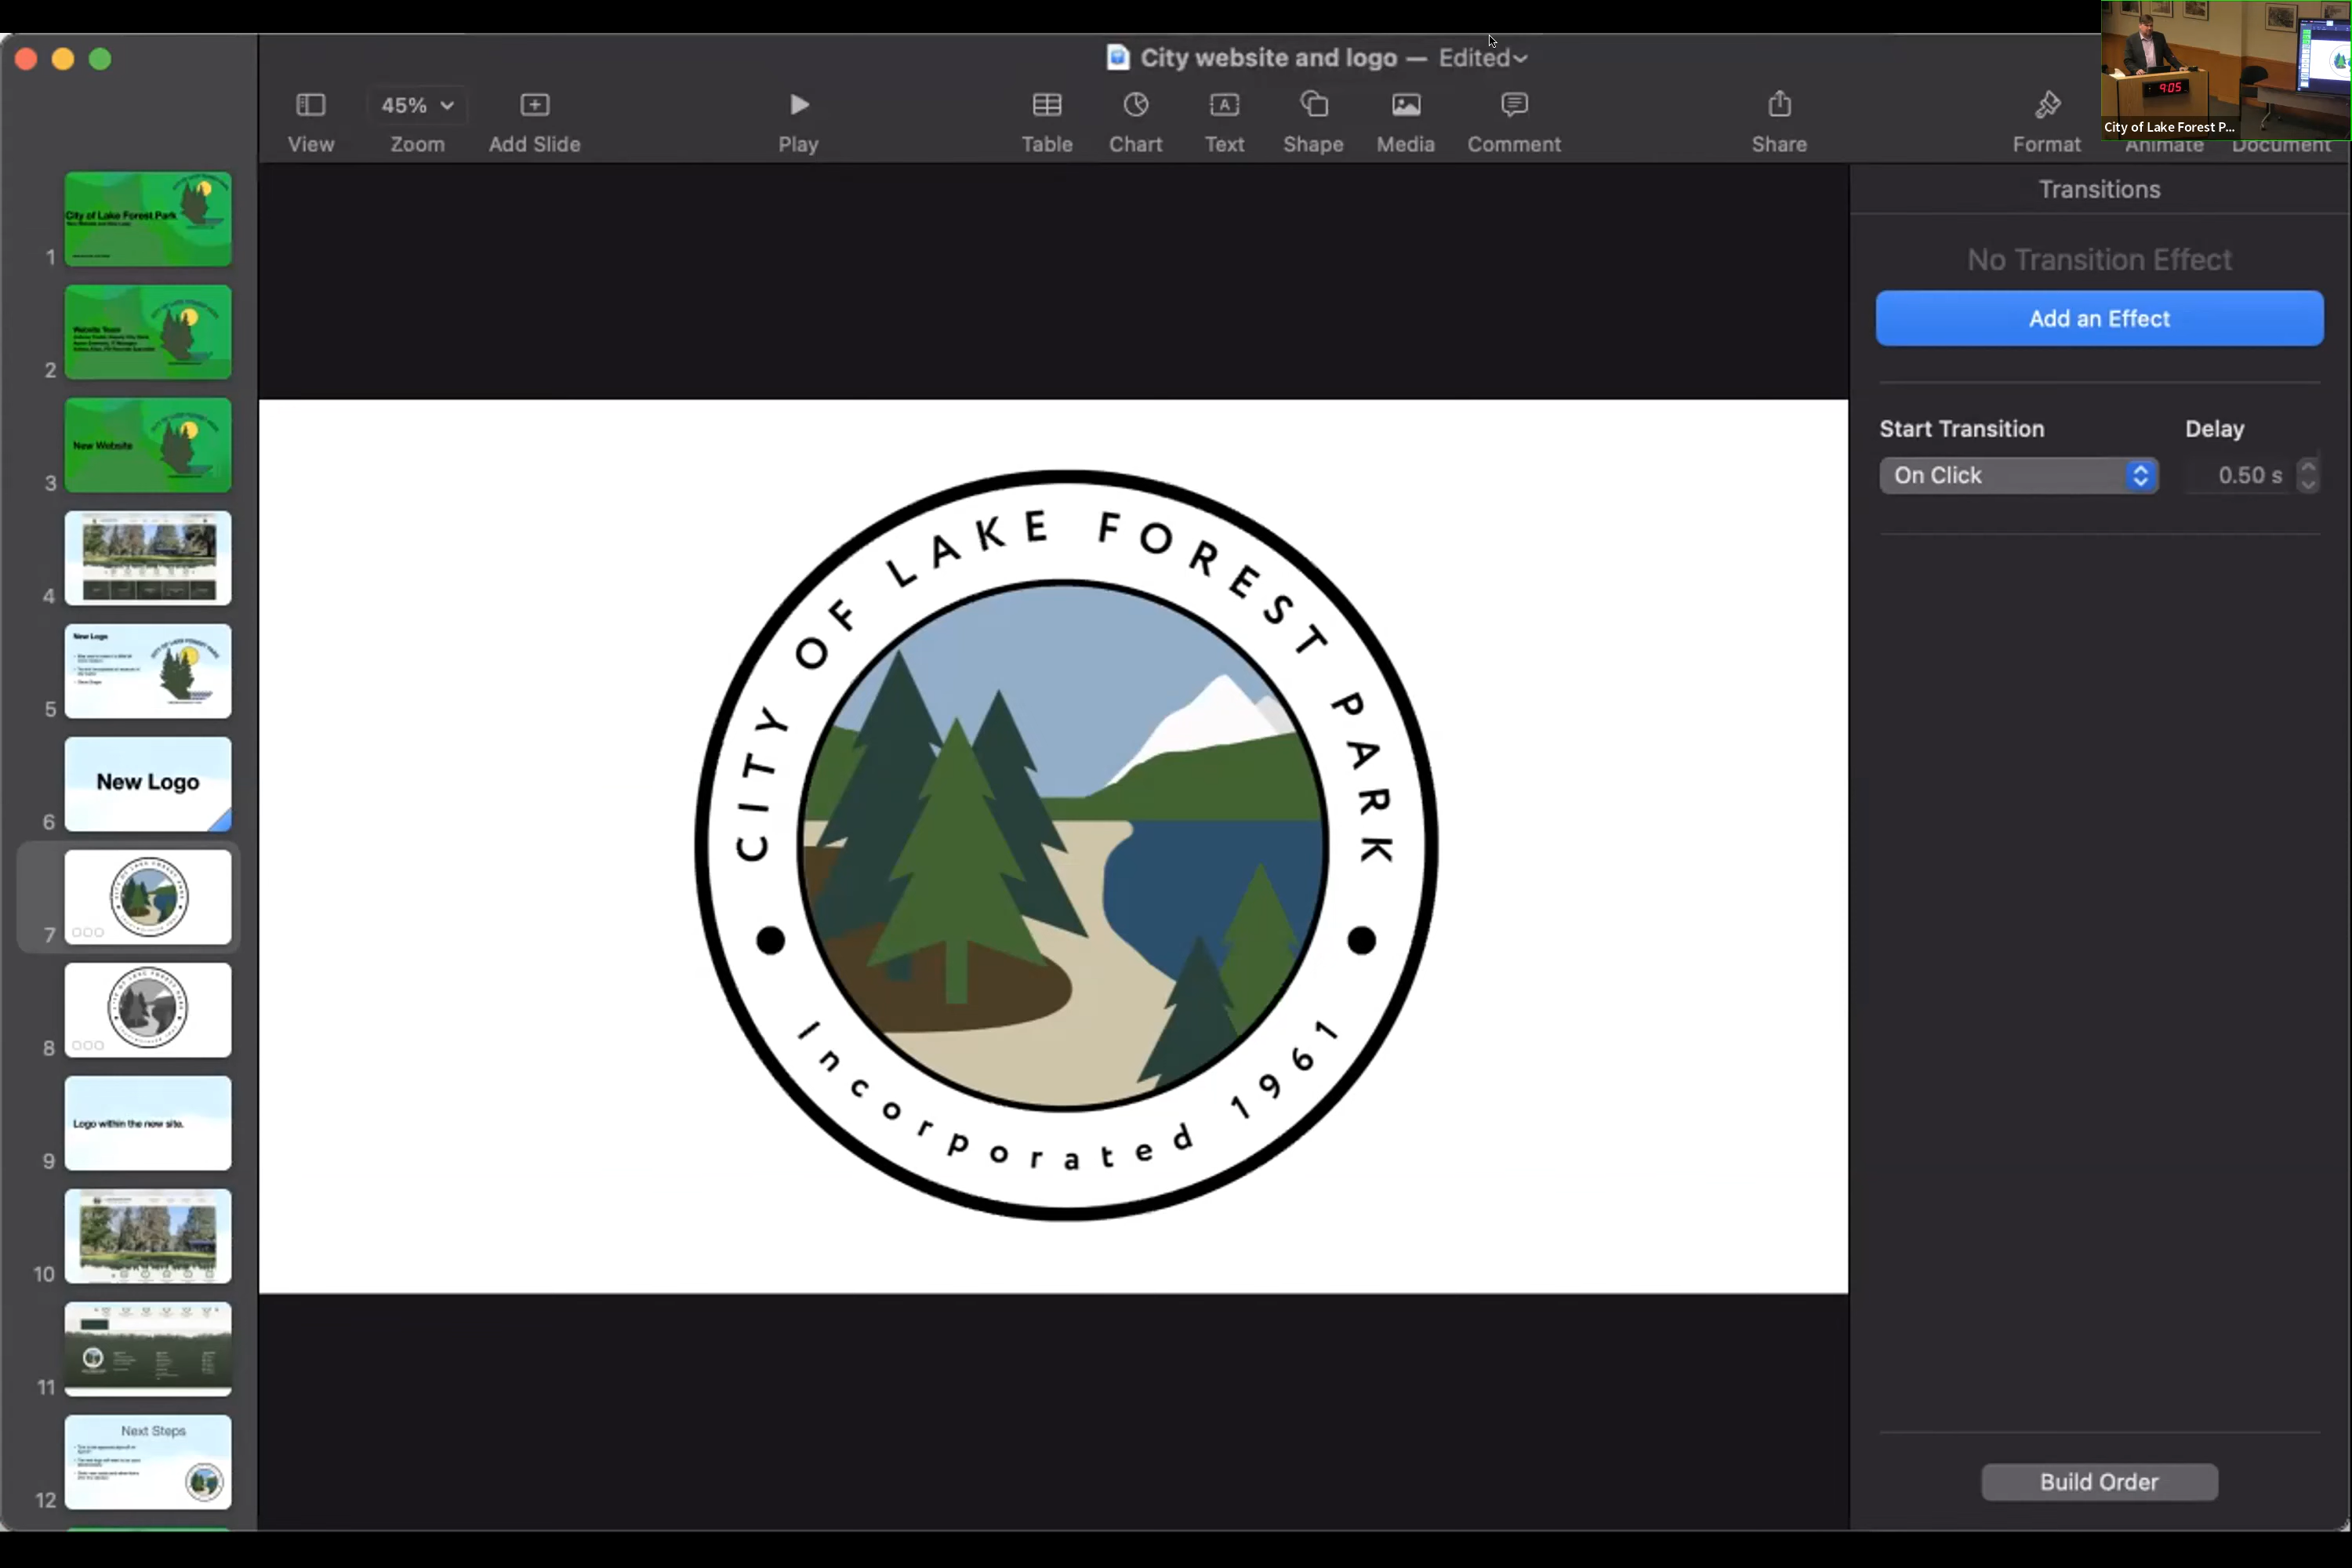 City website and logo — Edited
45%
View
Zoom
Add Slide
Play
Table
Chart
Text
Shape
Media
Comment
Share
Format
Animate
Document
9:05
City of Lake Forest P...
1
City of Lake Forest Park
2
Website Team
3
New Website
4
5
New Logo
6
New Logo
7
8
9
Logo within the new site.
10
11
12
Next Steps
CITY OF LAKE FOREST PARK
Incorporated 1961
Transitions
No Transition Effect
Add an Effect
Start Transition
Delay
On Click
0.50 s
Build Order